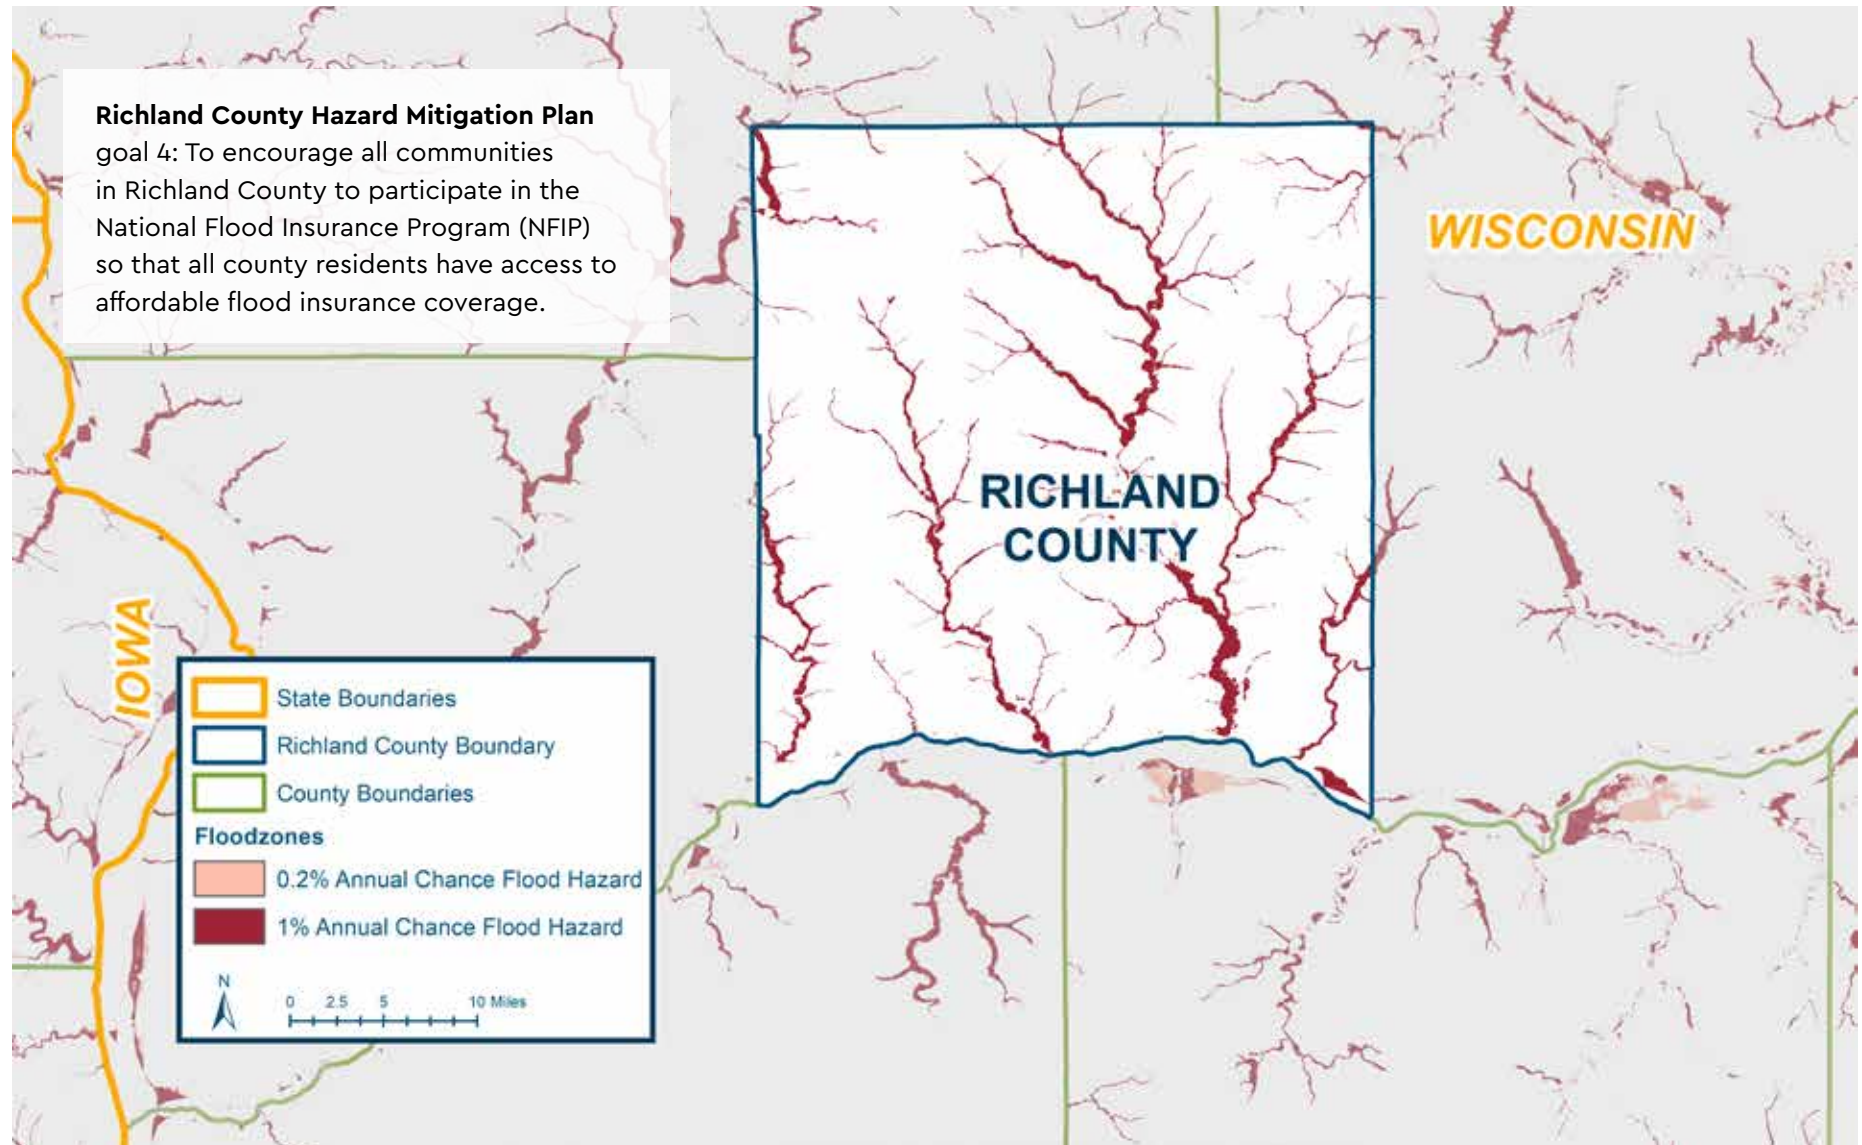 Richland County Hazard Mitigation Plan
goal 4: To encourage all communities
in Richland County to participate in the
National Flood Insurance Program (NFIP)
so that all county residents have access to
affordable flood insurance coverage.
WISCONSIN
RICHLAND
COUNTY
IOWA
State Boundaries
Richland County Boundary
County Boundaries
Floodzones
0.2% Annual Chance Flood Hazard
1% Annual Chance Flood Hazard
N
0 2.5 5 10 Miles